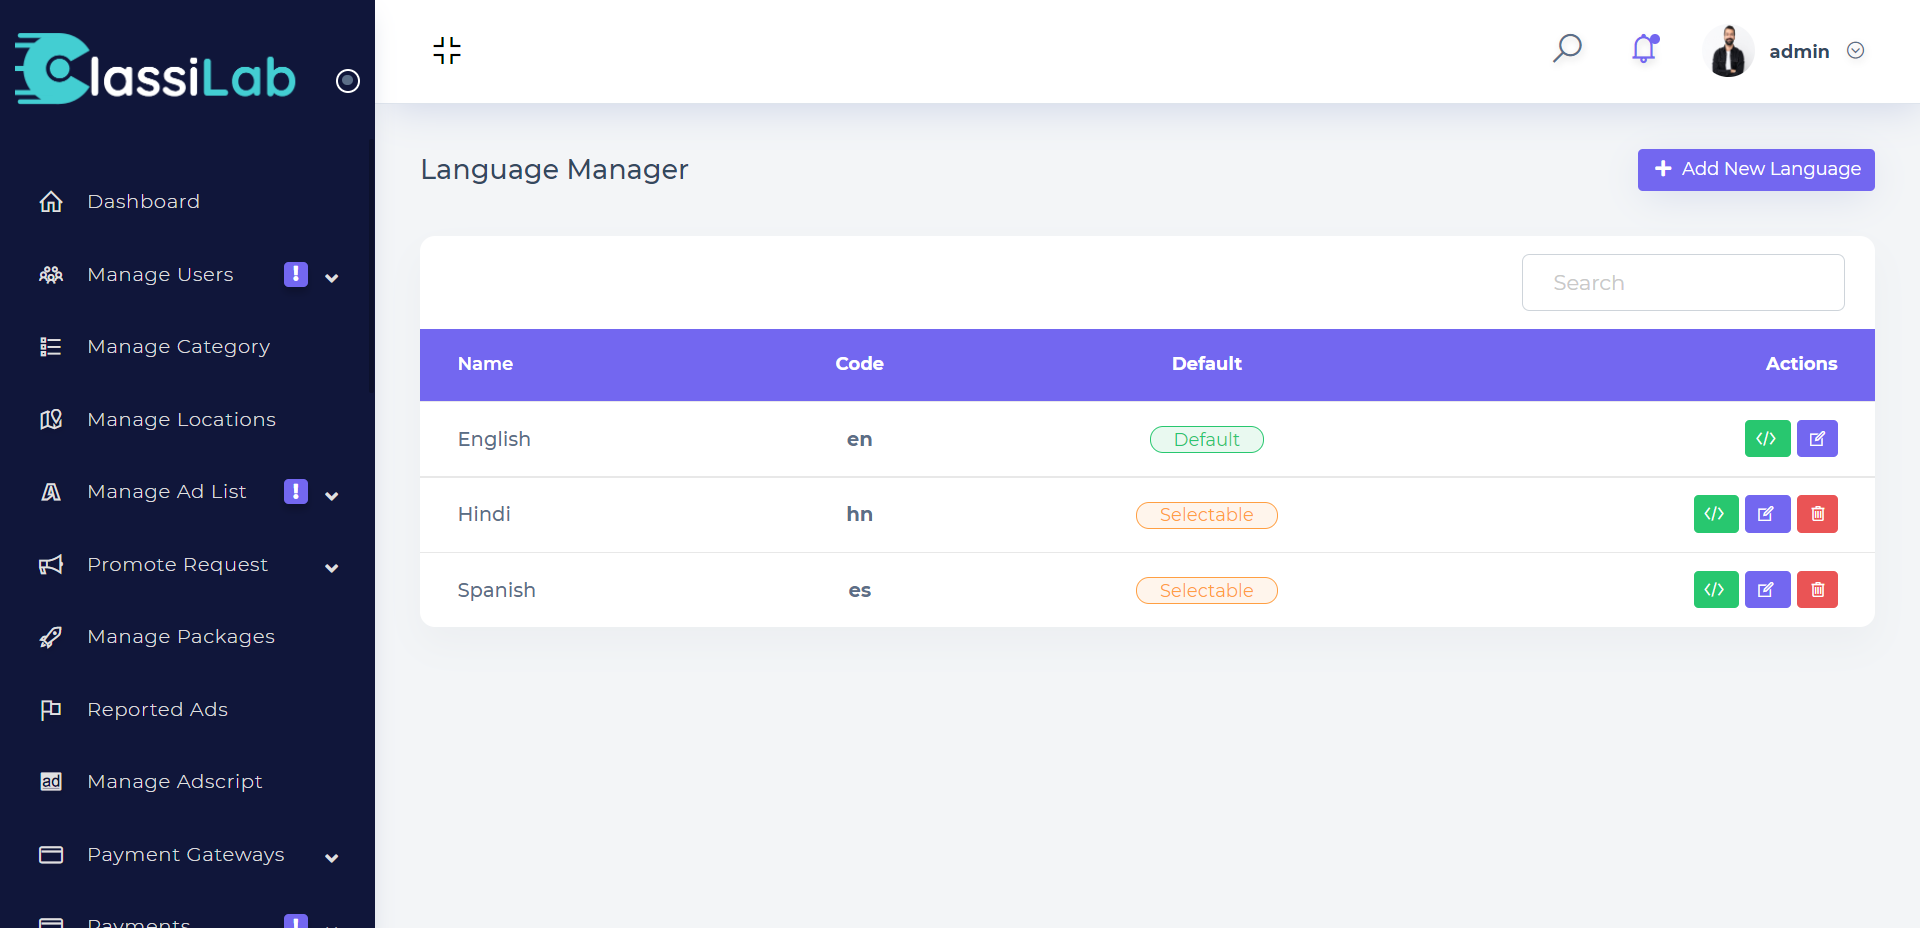 ClassiLab
admin
Dashboard
Manage Users
Manage Category
Manage Locations
Manage Ad List
Promote Request
Manage Packages
Reported Ads
ad Manage Adscript
Payment Gateways
Payments
Language Manager
Add New Language
Search
Name Code Default Actions
English en Default
Hindi hn Selectable
Spanish es Selectable